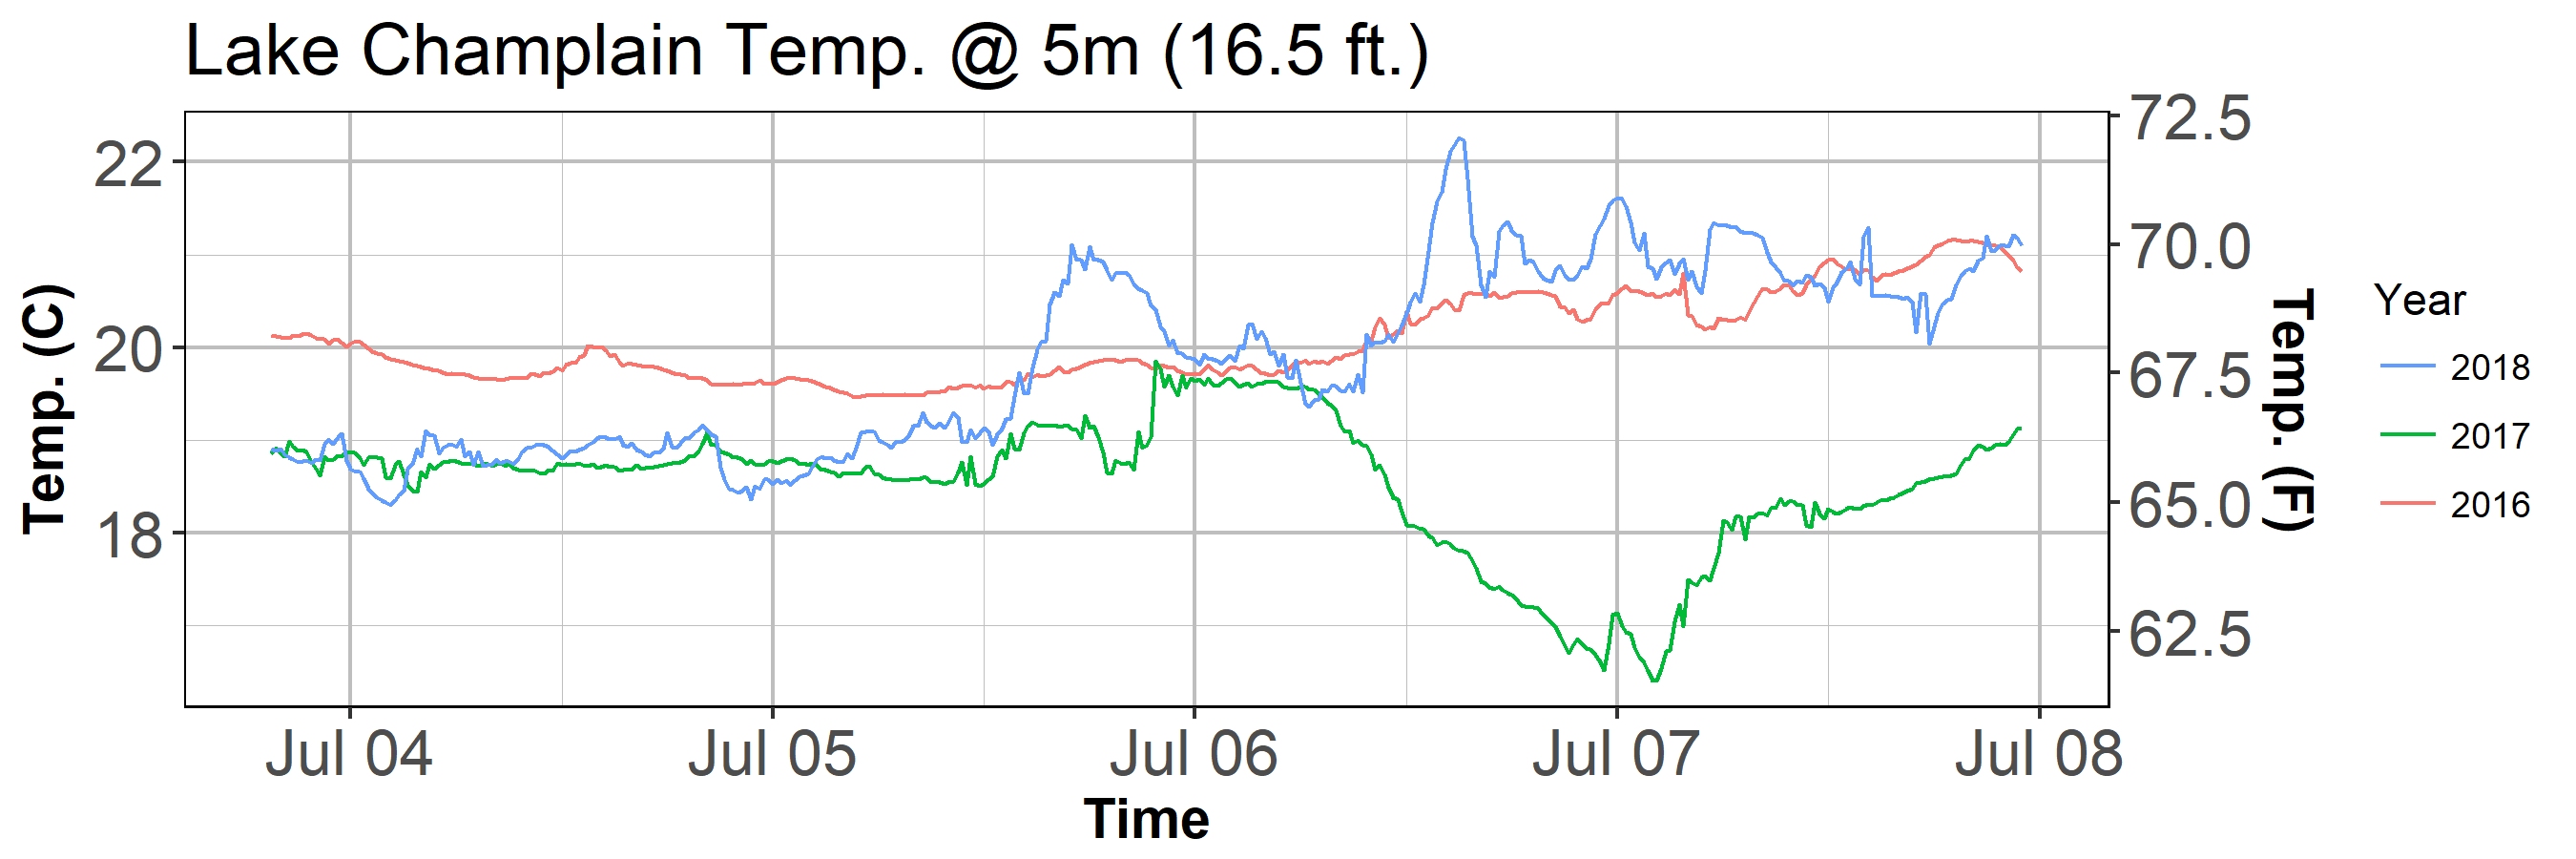 Lake Champlain Temp. @ 5m (16.5 ft.)
Temp. (C)
22
20
18
72.5
70.0
67.5
65.0
62.5
Temp. (F)
Year
2018
2017
2016
Jul 04
Jul 05
Jul 06
Jul 07
Jul 08
Time